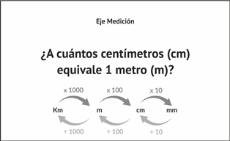 Eje Medición
¿A cuántos centímetros (cm)
equivale 1 metro (m)?
x 1000 x 100 x 10
Km m cm mm
÷ 1000 ÷ 100 ÷ 10